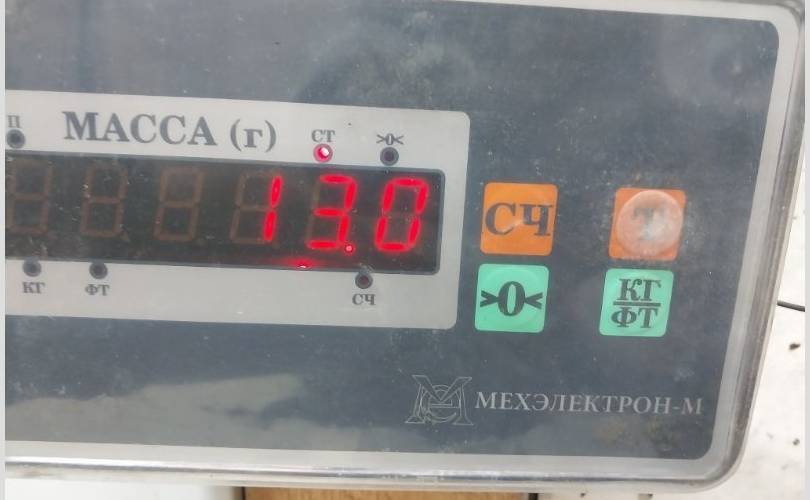 П
МАССА (г)
СТ
>0<
13.0
КГ
ФТ
СЧ
СЧ
Т
>0<
КГ
ФТ
МЕХЭЛЕКТРОН-М